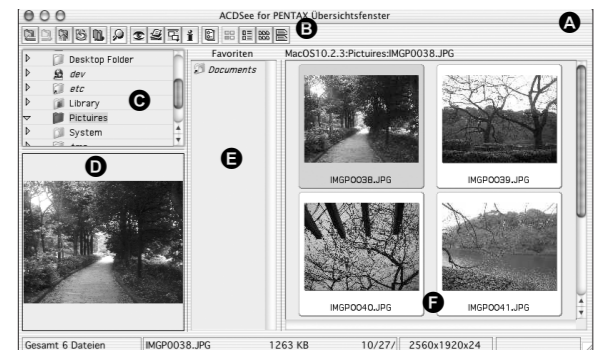 ACDSee for PENTAX Übersichtsfenster
A
B
Favoriten
MacOS10.2.3:Pictures:IMGP0038.JPG
Desktop Folder
dev
etc
Library
Pictures
System
C
Documents
D
E
IMGP0038.JPG
IMGP0039.JPG
IMGP0040.JPG
IMGP0041.JPG
F
Gesamt 6 Dateien
IMGP0038.JPG
1263 KB
10/27/
2560x1920x24